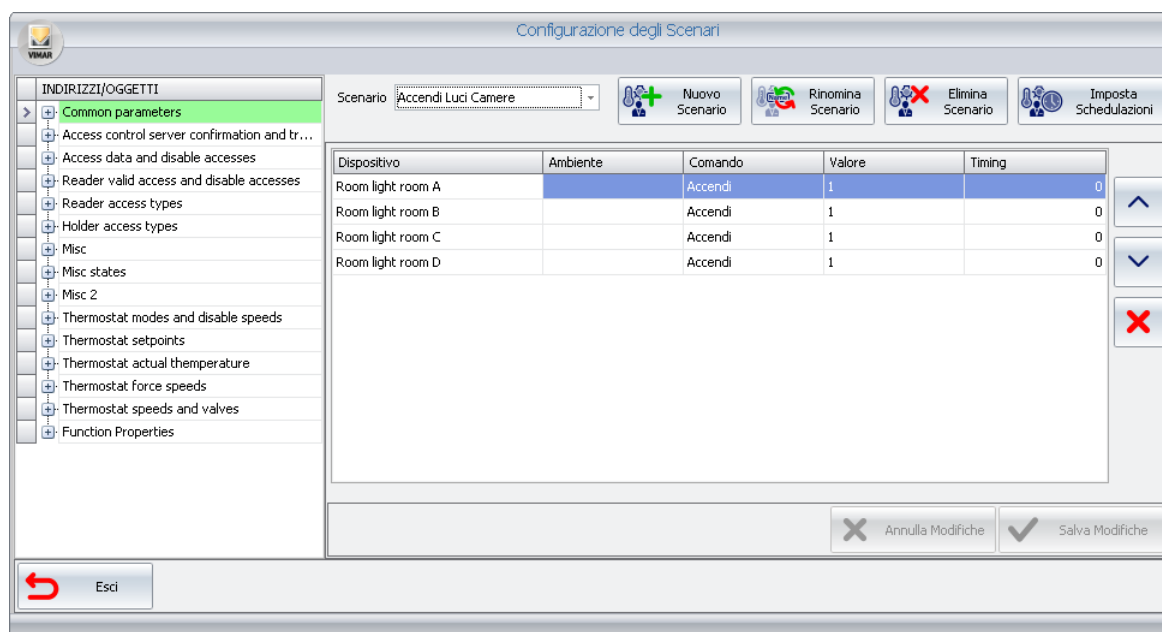 Configurazione degli Scenari
VIMAR
INDIRIZZI/OGGETTI
Common parameters
Access control server confirmation and tr...
Access data and disable accesses
Reader valid access and disable accesses
Reader access types
Holder access types
Misc
Misc states
Misc 2
Thermostat modes and disable speeds
Thermostat setpoints
Thermostat actual themperature
Thermostat force speeds
Thermostat speeds and valves
Function Properties
Scenario Accendi Luci Camere
Nuovo
Scenario
Rinomina
Scenario
Elimina
Scenario
Imposta
Schedulazioni
Dispositivo Ambiente Comando Valore Timing
Room light room A Accendi 1 0
Room light room B Accendi 1 0
Room light room C Accendi 1 0
Room light room D Accendi 1 0
Annulla Modifiche Salva Modifiche
Esci